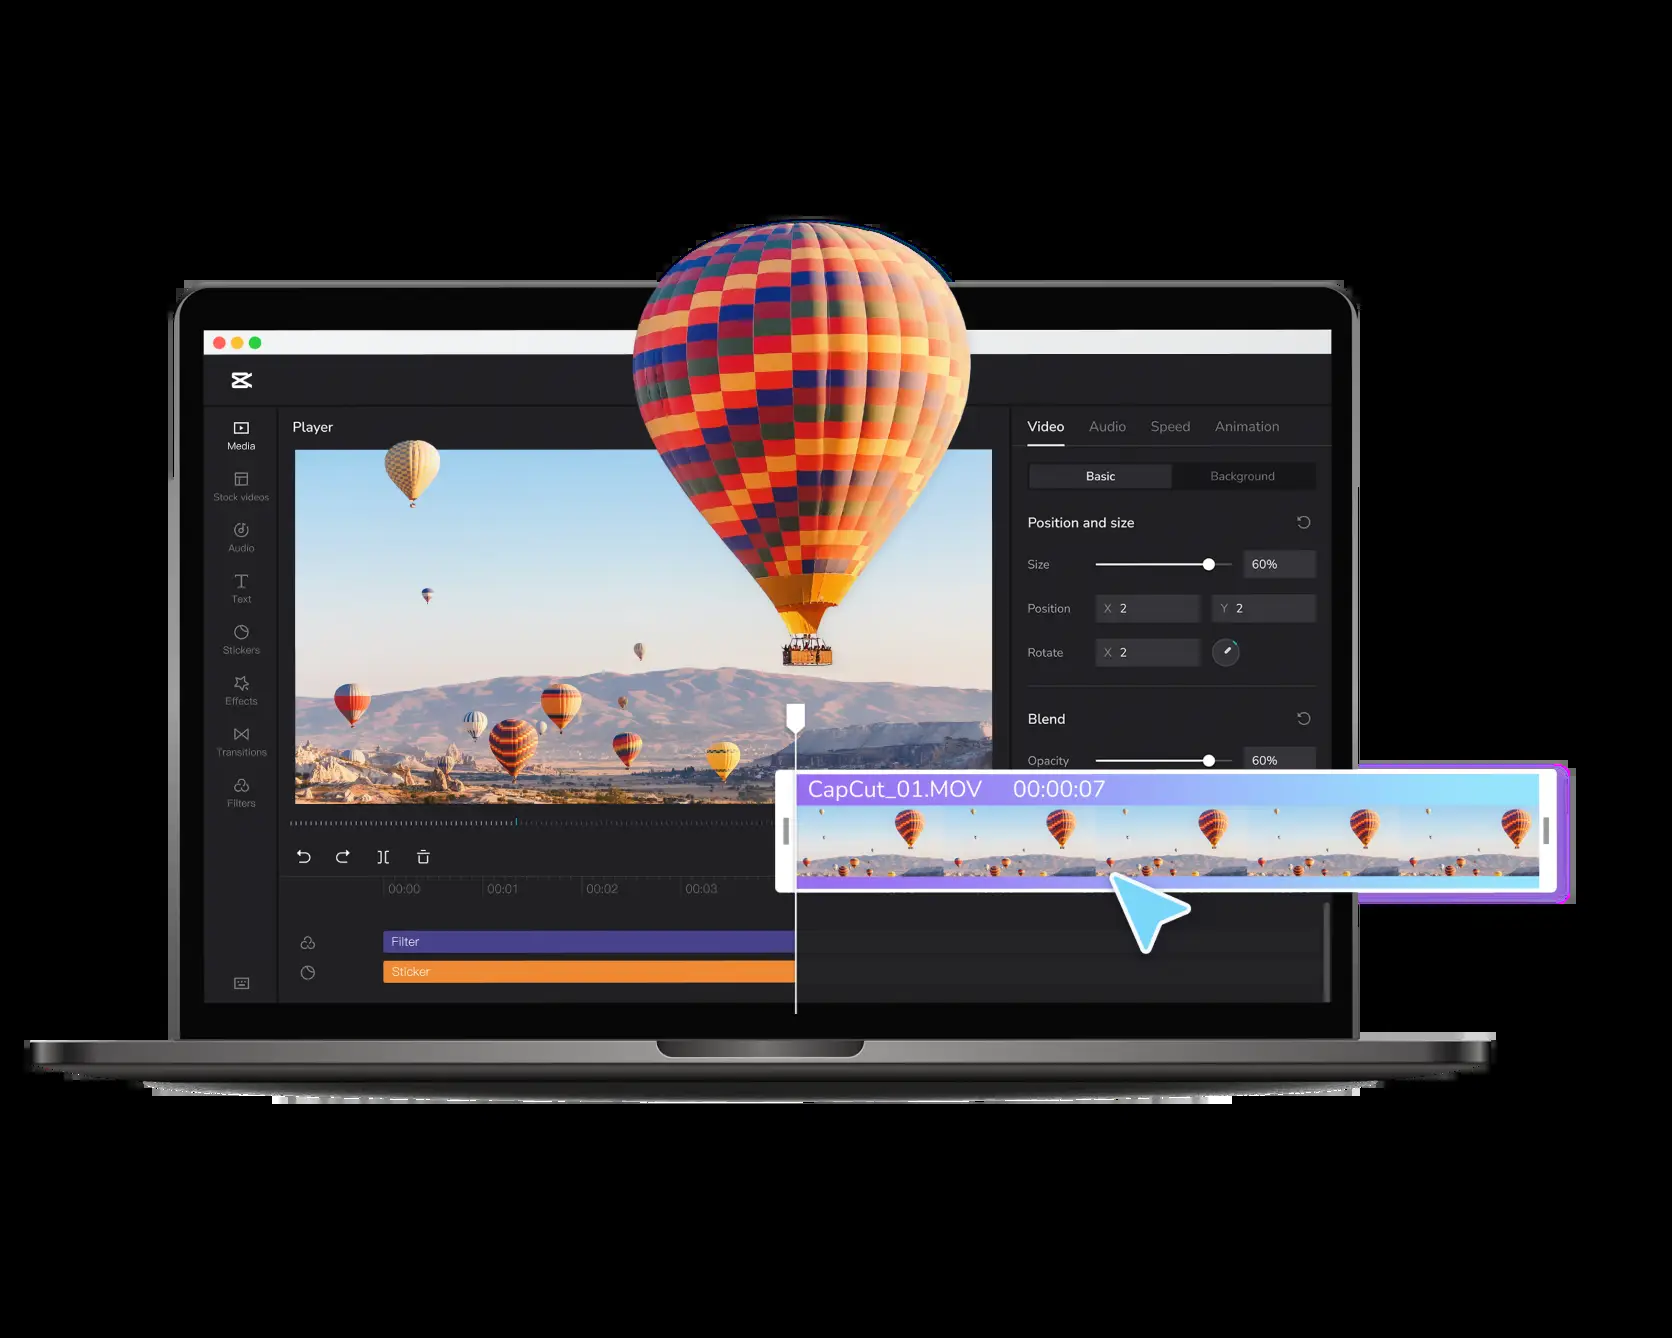 Player
Media
Stock videos
Audio
Text
Stickers
Effects
Transitions
Filters
Video Audio Speed Animation
Basic Background
Position and size
Size 60%
Position X 2 Y 2
Rotate X 2
Blend
Opacity 60%
CapCut_01.MOV 00:00:07
00:00 00:01 00:02 00:03
Filter
Sticker